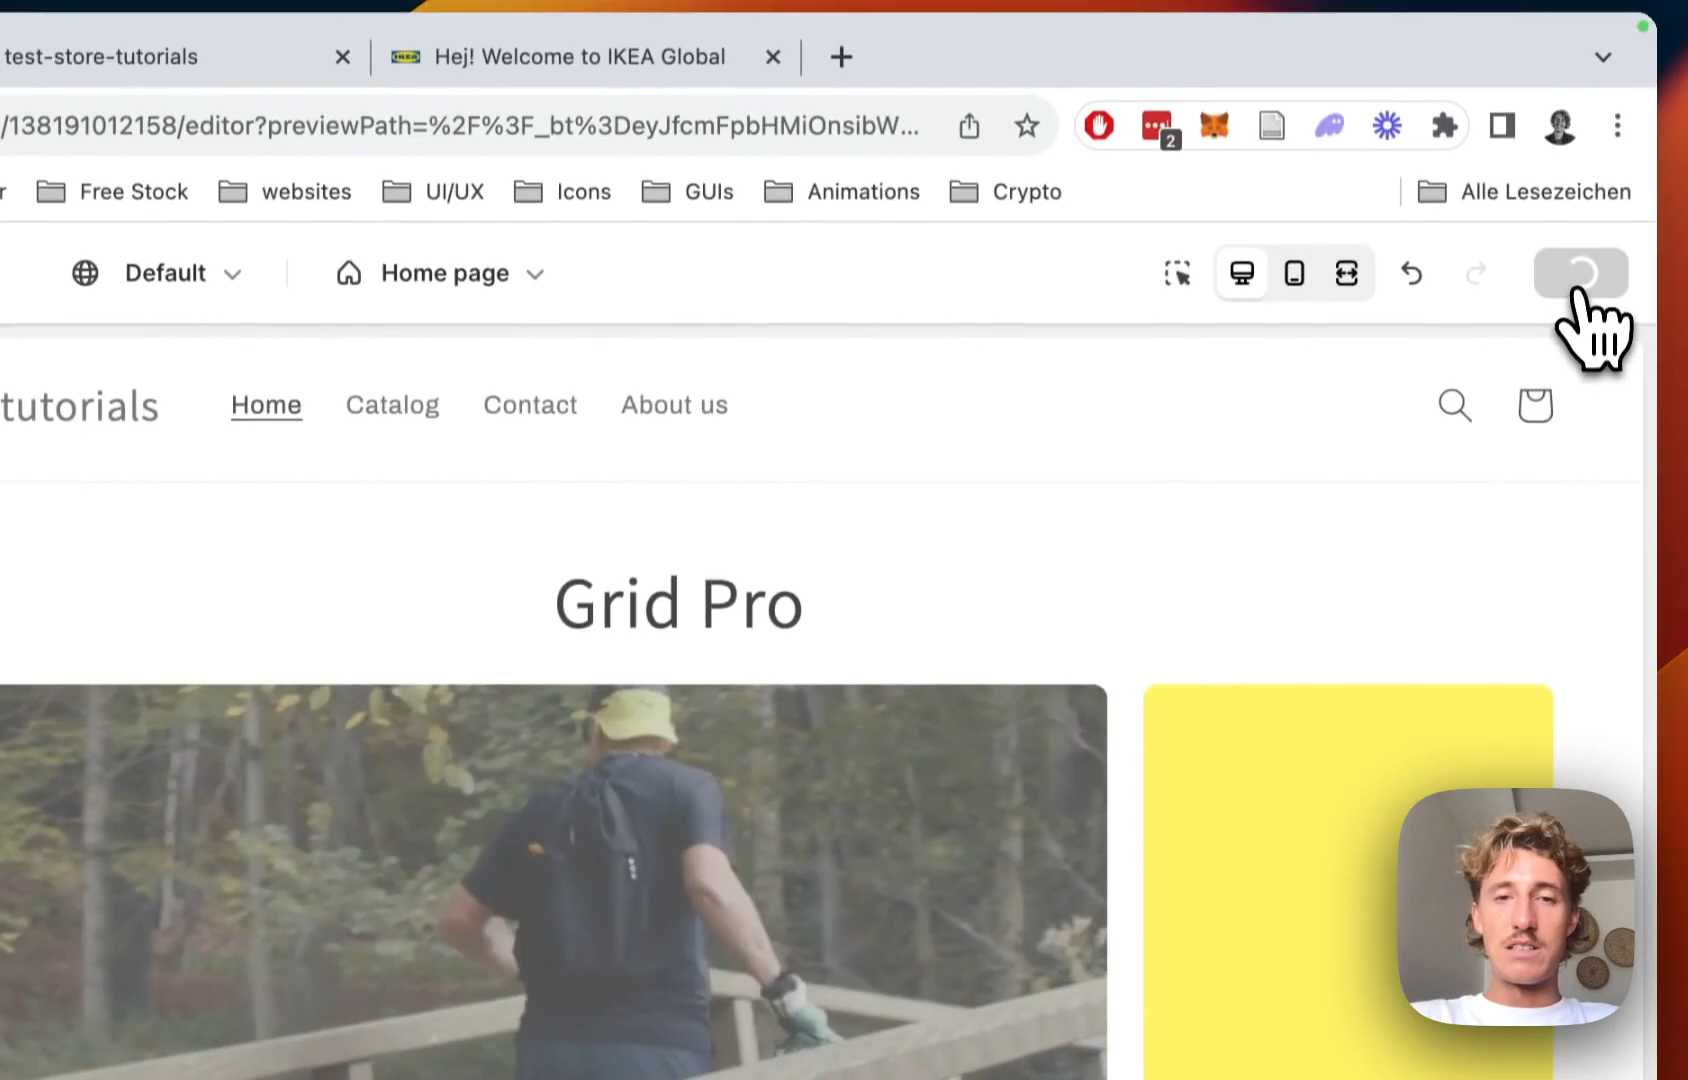 test-store-tutorials
Hej! Welcome to IKEA Global
/138191012158/editor?previewPath=%2F%3F_bt%3DeyJfcmFpbHMiOnsibW...
2
r
Free Stock
websites
UI/UX
Icons
GUIs
Animations
Crypto
Alle Lesezeichen
Default
Home page
tutorials
Home
Catalog
Contact
About us
Grid Pro